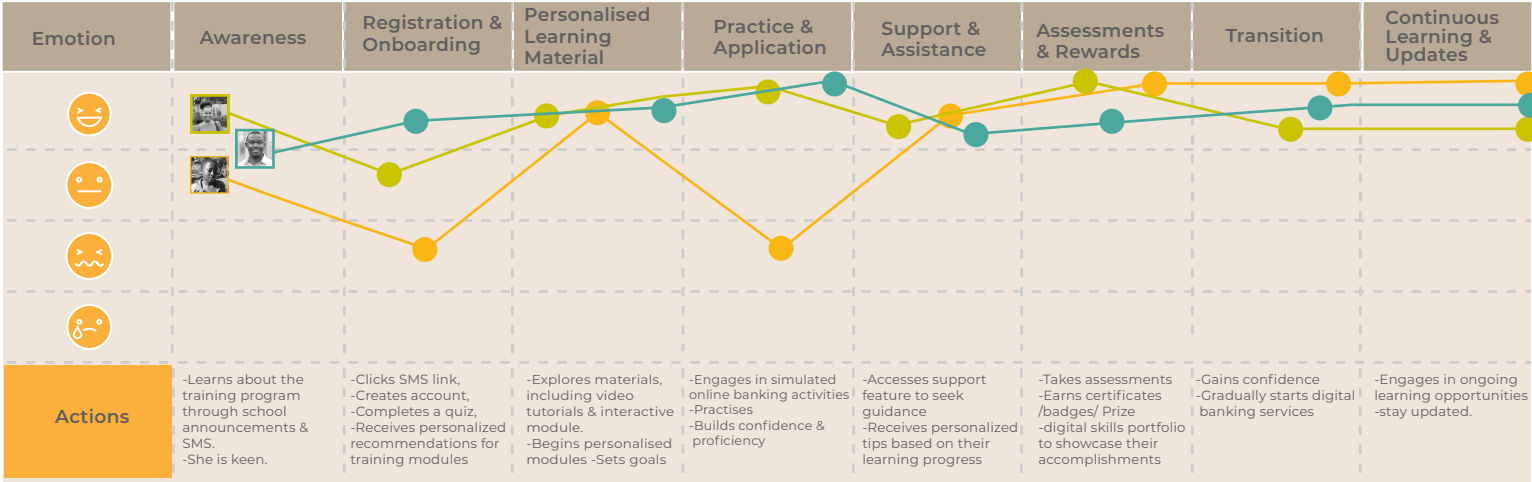 Emotion
Awareness
Registration &
Onboarding
Personalised
Learning
Material
Practice &
Application
Support &
Assistance
Assessments
& Rewards
Transition
Continuous
Learning &
Updates
Actions
-Learns about the
training program
through school
announcements &
SMS.
-She is keen.
-Clicks SMS link,
-Creates account,
-Completes a quiz,
-Receives personalized
recommendations for
training modules
-Explores materials,
including video
tutorials & interactive
module.
-Begins personalised
modules -Sets goals
-Engages in simulated
online banking activities
-Practises
-Builds confidence &
proficiency
-Accesses support
feature to seek
guidance
-Receives personalized
tips based on their
learning progress
-Takes assessments
-Earns certificates
/badges/ Prize
-digital skills portfolio
to showcase their
accomplishments
-Gains confidence
-Gradually starts digital
banking services
-Engages in ongoing
learning opportunities
-stay updated.